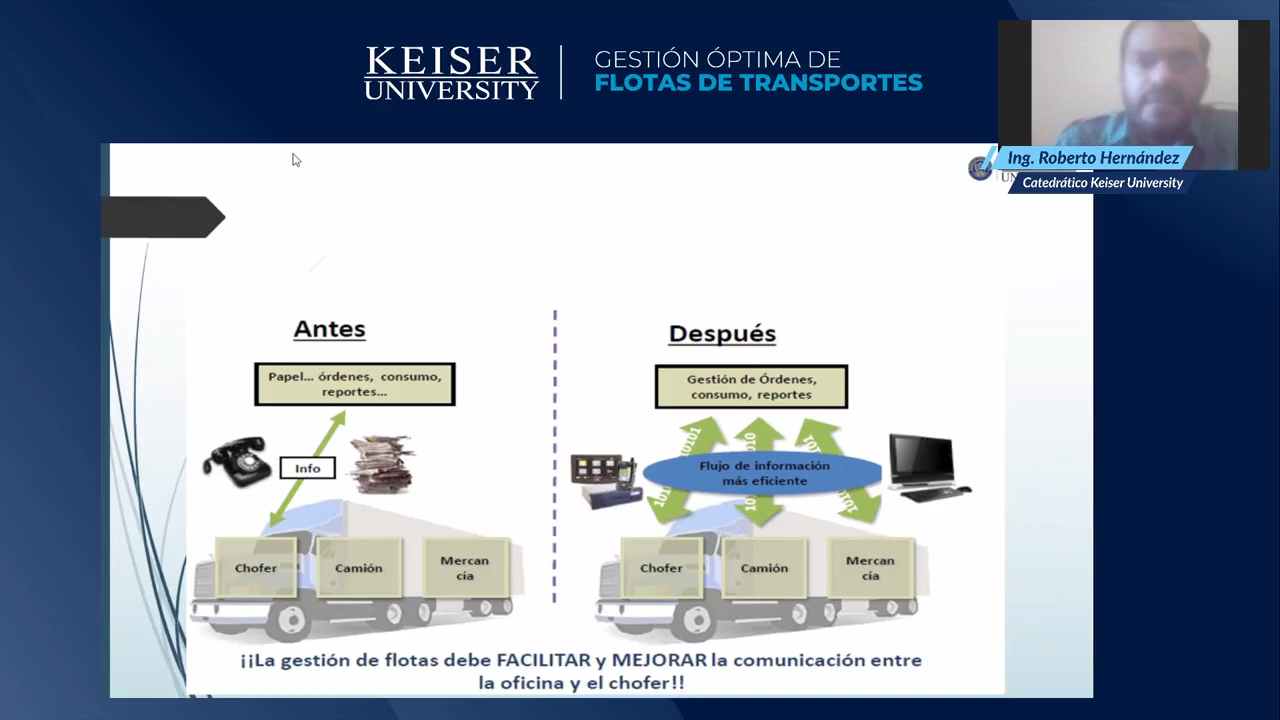 KEISER
UNIVERSITY
GESTIÓN ÓPTIMA DE
FLOTAS DE TRANSPORTES
Ing. Roberto Hernández
Catedrático Keiser University
Antes
Papel... órdenes, consumo,
reportes...
Info
Chofer
Camión
Mercan
cía
Después
Gestión de Órdenes,
consumo, reportes
Flujo de información
más eficiente
Chofer
Camión
Mercan
cía
¡¡La gestión de flotas debe FACILITAR y MEJORAR la comunicación entre
la oficina y el chofer!!